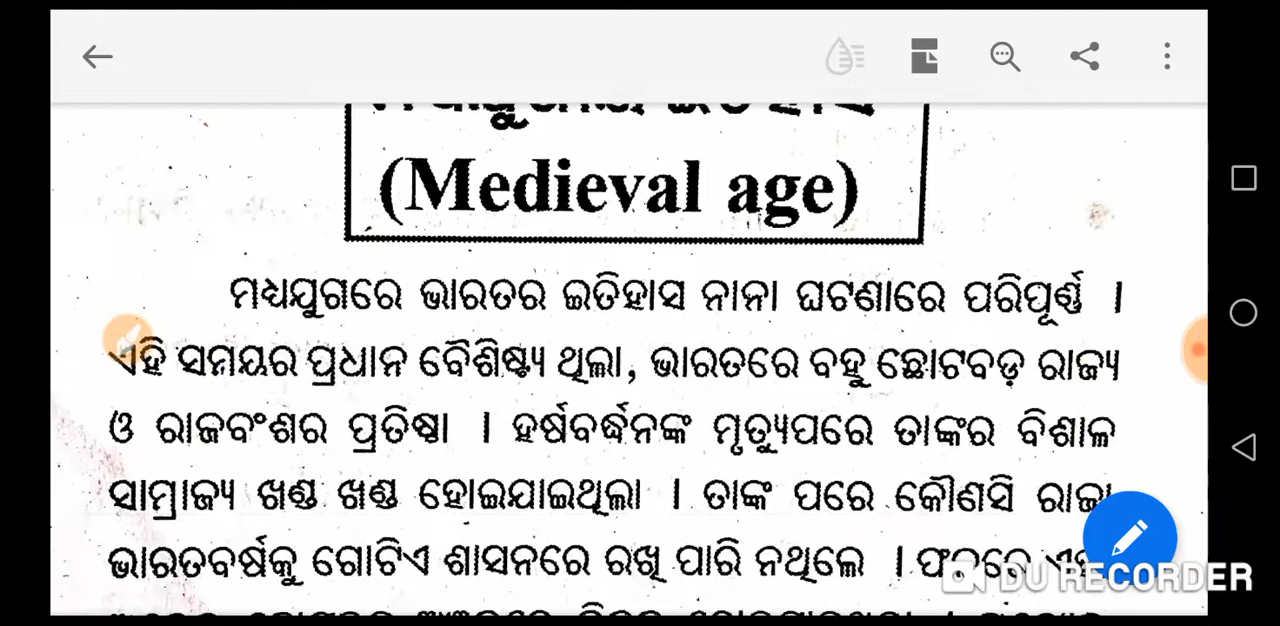 (Medieval age)
ମଧ୍ୟଯୁଗରେ ଭାରତର ଇତିହାସ ନାନା ଘଟଣାରେ ପରିପୂର୍ଣ୍ଣ ।
ଏହି ସମୟର ପ୍ରଧାନ ବୈଶିଷ୍ଟ୍ୟ ଥିଲା, ଭାରତରେ ବହୁ ଛୋଟବଡ଼ ରାଜ୍ୟ
ଓ ରାଜବଂଶର ପ୍ରତିଷ୍ଠା । ହର୍ଷବର୍ଦ୍ଧନଙ୍କ ମୃତ୍ୟୁପରେ ତାଙ୍କର ବିଶାଳ
ସାମ୍ରାଜ୍ୟ ଖଣ୍ଡ ଖଣ୍ଡ ହୋଇଯାଇଥିଲା । ତାଙ୍କ ପରେ କୌଣସି ରାଜା
ଭାରତବର୍ଷକୁ ଗୋଟିଏ ଶାସନରେ ରଖି ପାରି ନଥିଲେ ।
DU RECORDER